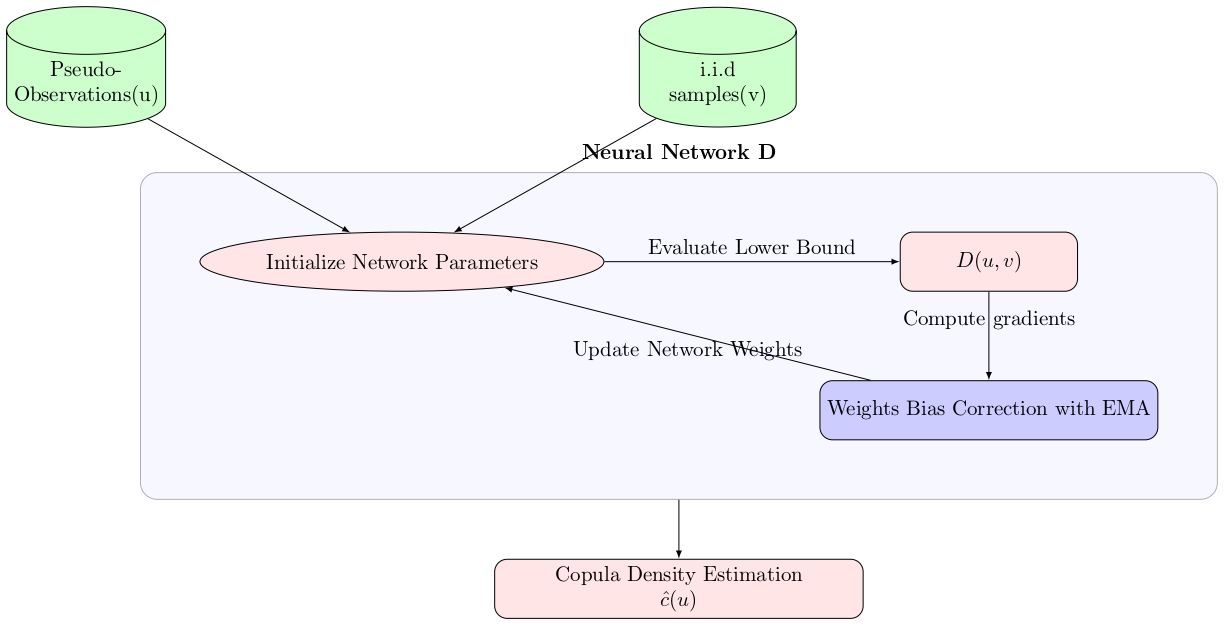 Pseudo-
Observations(u)
i.i.d
samples(v)
Neural Network D
Initialize Network Parameters
Evaluate Lower Bound
D(u, v)
Compute gradients
Update Network Weights
Weights Bias Correction with EMA
Copula Density Estimation
ĉ(u)